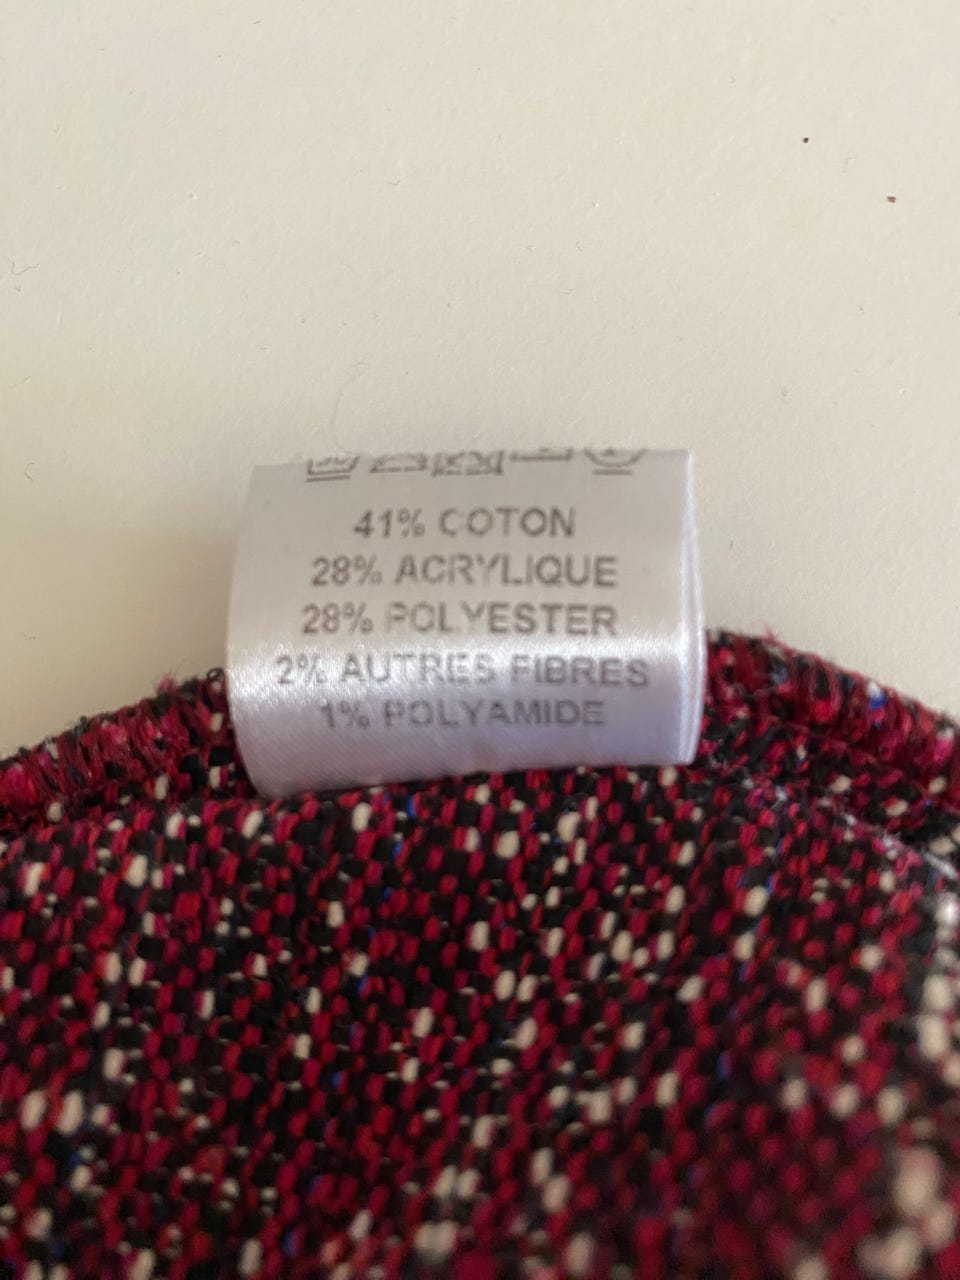 41% COTON
28% ACRYLIQUE
28% POLYESTER
2% AUTRES FIBRES
1% POLYAMIDE